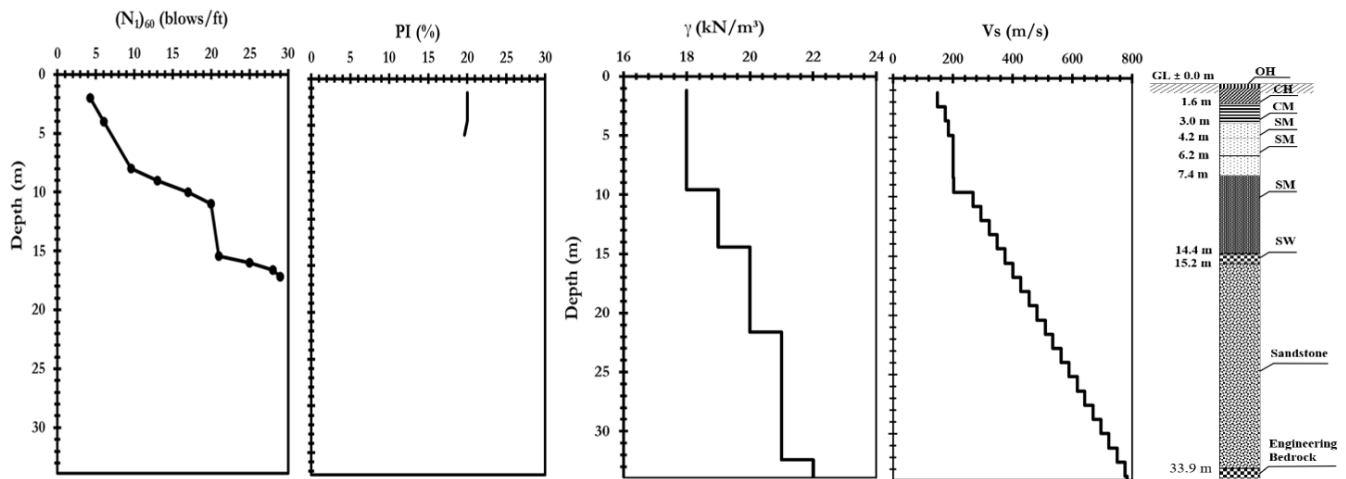 (N₁)₆₀ (blows/ft)
0 5 10 15 20 25 30
Depth (m)
0
5
10
15
20
25
30
PI (%)
0 5 10 15 20 25 30
γ (kN/m³)
16 18 20 22 24
Depth (m)
0
5
10
15
20
25
30
Vs (m/s)
0 200 400 600 800
GL ± 0.0 m
OH
CH
1.6 m
CM
3.0 m
SM
4.2 m
SM
6.2 m
7.4 m
SM
14.4 m
SW
15.2 m
Sandstone
Engineering
Bedrock
33.9 m